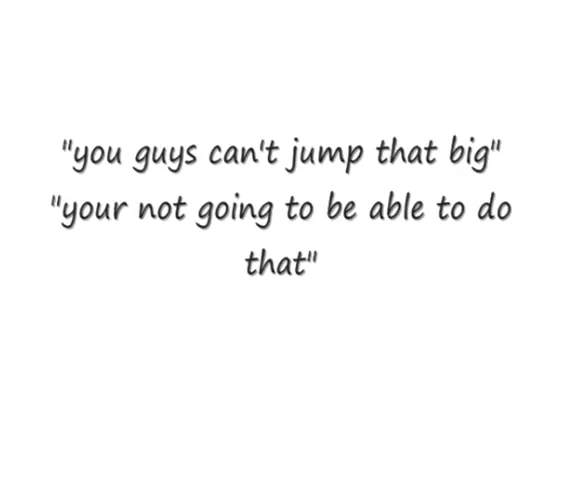 "you guys can't jump that big"
"your not going to be able to do
that"